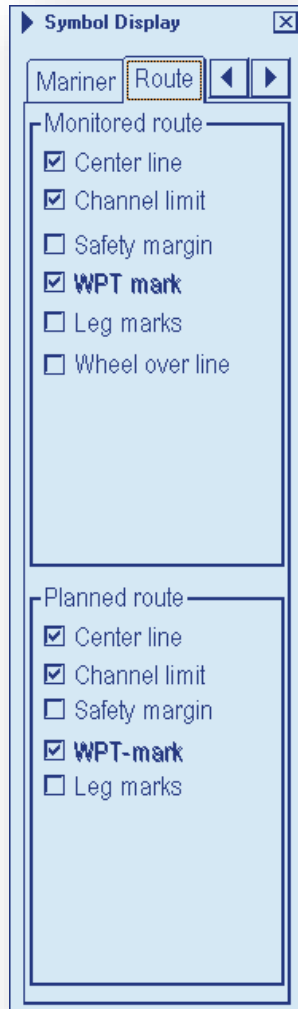 Symbol Display
Mariner Route
Monitored route
Center line
Channel limit
Safety margin
WPT mark
Leg marks
Wheel over line
Planned route
Center line
Channel limit
Safety margin
WPT-mark
Leg marks